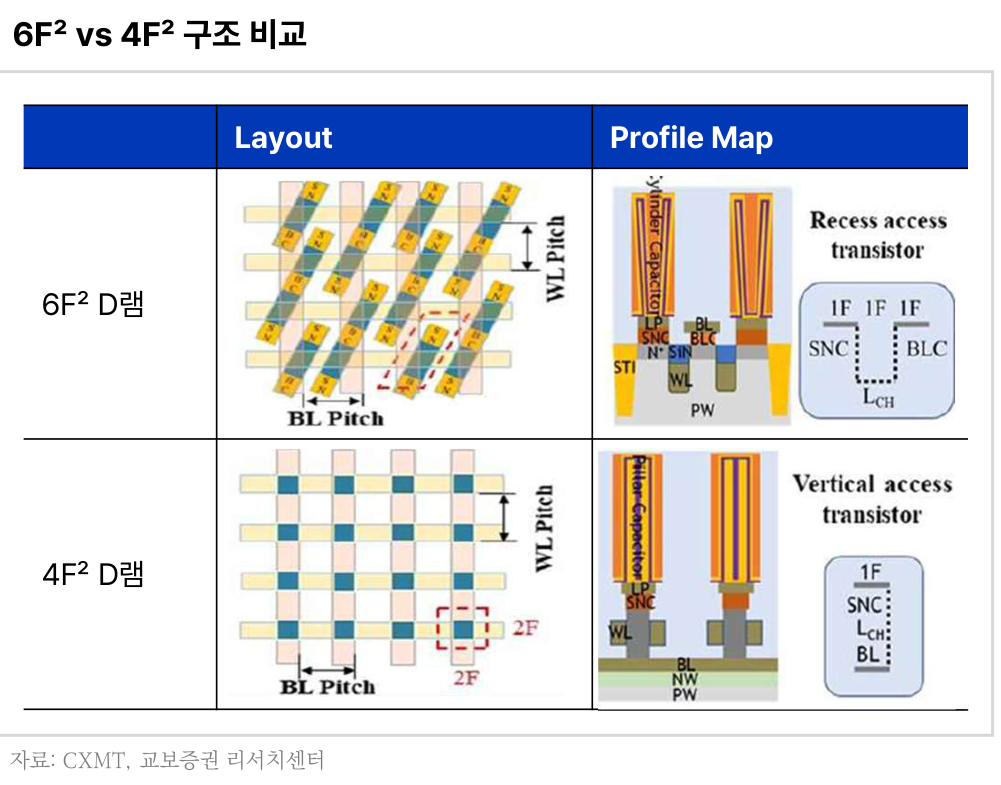 6F² vs 4F² 구조 비교
Layout
Profile Map
6F² D램
WL Pitch
BL Pitch
ylinder Capacitor
LP
BL
SNC
BLC
N⁺
SiN
STI
WL
PW
Recess access
transistor
1F 1F 1F
SNC
BLC
L_CH
4F² D램
WL Pitch
2F
2F
BL Pitch
Pillar Capacitor
LP
SNC
WL
BL
NW
PW
Vertical access
transistor
1F
SNC
L_CH
BL
자료: CXMT, 교보증권 리서치센터